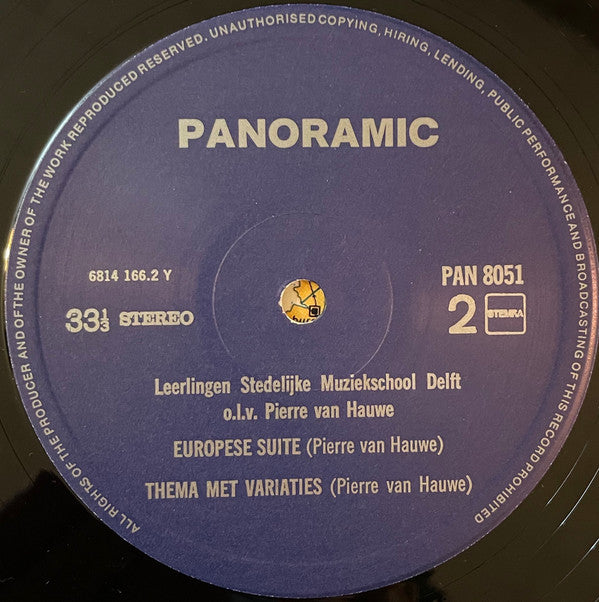 ALL RIGHTS OF THE PRODUCER AND OF THE OWNER OF THE WORK REPRODUCED RESERVED. UNAUTHORISED COPYING, HIRING, LENDING, PUBLIC PERFORMANCE AND BROADCASTING OF THIS RECORD PROHIBITED
PANORAMIC
6814 166.2 Y
PAN 8051
33⅓ STEREO
2 STEMRA
Leerlingen Stedelijke Muziekschool Delft
o.l.v. Pierre van Hauwe
EUROPESE SUITE (Pierre van Hauwe)
THEMA MET VARIATIES (Pierre van Hauwe)